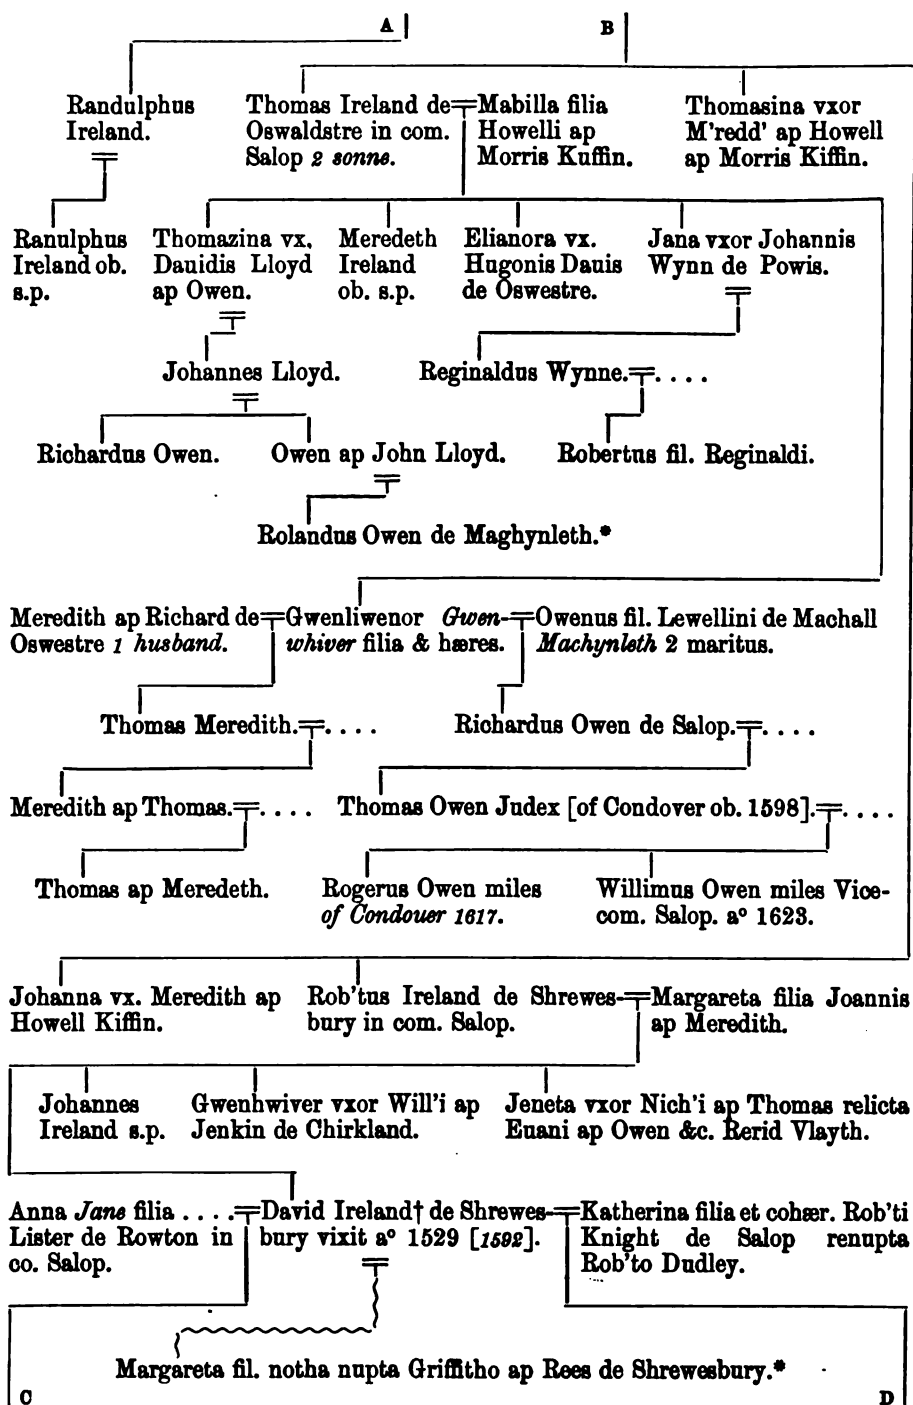 A B
Randulphus
Ireland.
Thomas Ireland de
Oswaldstre in com.
Salop 2 sonne.
Mabilla filia
Howelli ap
Morris Kuffin.
Thomasina vxor
M'redd' ap Howell
ap Morris Kiffin.
Ranulphus
Ireland ob.
s.p.
Thomazina vx.
Dauidis Lloyd
ap Owen.
Meredeth
Ireland
ob. s.p.
Elianora vx.
Hugonis Dauis
de Oswestre.
Jana vxor Johannis
Wynn de Powis.
Johannes Lloyd.
Reginaldus Wynne. . . . .
Richardus Owen.
Owen ap John Lloyd.
Robertus fil. Reginaldi.
Rolandus Owen de Maghynleth.*
Meredith ap Richard de
Oswestre 1 husband.
Gwenliwenor Gwen-
whiver filia & hæres.
Owenus fil. Lewellini de Machall
Machynleth 2 maritus.
Thomas Meredith. . . . .
Richardus Owen de Salop. . . . .
Meredith ap Thomas. . . . .
Thomas Owen Judex [of Condover ob. 1598]. . . . .
Thomas ap Meredeth.
Rogerus Owen miles
of Condouer 1617.
Willimus Owen miles Vice-
com. Salop. a° 1623.
Johanna vx. Meredith ap
Howell Kiffin.
Rob'tus Ireland de Shrewes-
bury in com. Salop.
Margareta filia Joannis
ap Meredith.
Johannes
Ireland s.p.
Gwenhwiver vxor Will'i ap
Jenkin de Chirkland.
Jeneta vxor Nich'i ap Thomas relicta
Euani ap Owen &c. Rerid Vlayth.
Anna Jane filia . . . .
Lister de Rowton in
co. Salop.
David Ireland† de Shrewes-
bury vixit a° 1529 [1592].
Katherina filia et cohær. Rob'ti
Knight de Salop renupta
Rob'to Dudley.
Margareta fil. notha nupta Griffitho ap Rees de Shrewesbury.*
C D